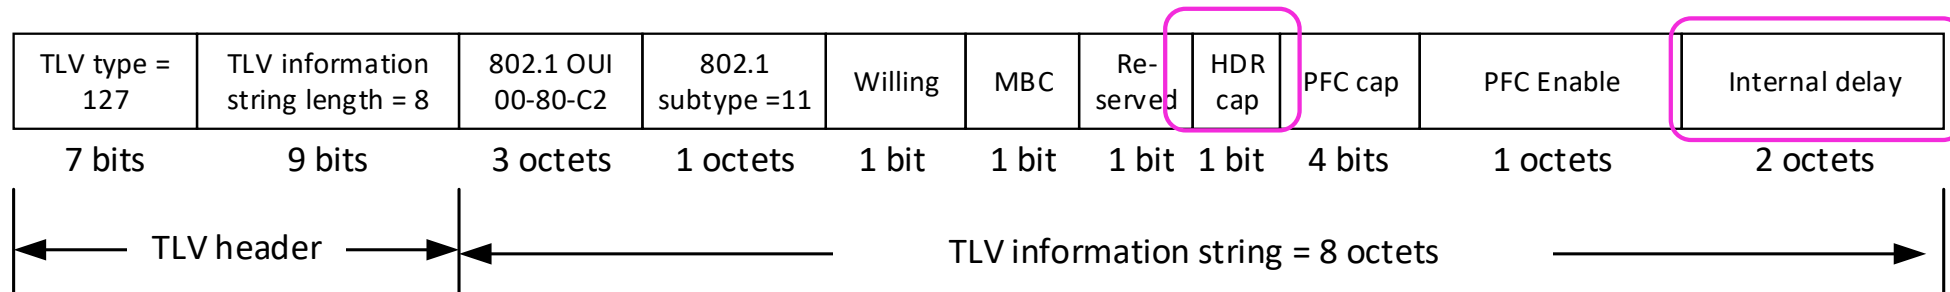 TLV type =
127
TLV information
string length = 8
802.1 OUI
00-80-C2
802.1
subtype =11
Willing
MBC
Re-
served
HDR
cap
PFC cap
PFC Enable
Internal delay
7 bits
9 bits
3 octets
1 octets
1 bit
1 bit
1 bit
1 bit
4 bits
1 octets
2 octets
TLV header
TLV information string = 8 octets